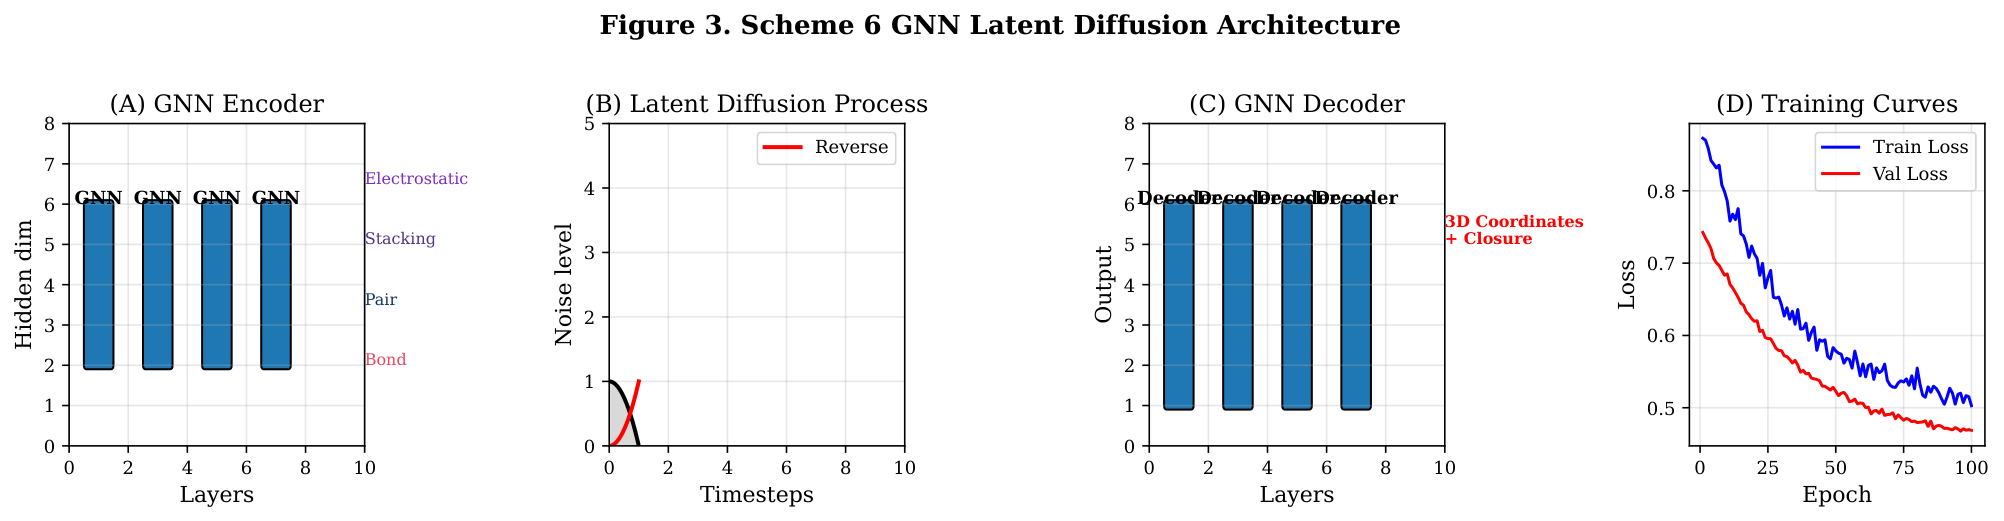 Figure 3. Scheme 6 GNN Latent Diffusion Architecture
(A) GNN Encoder
8
7
6
5
4
3
2
1
0
Hidden dim
GNN GNN GNN GNN
Electrostatic
Stacking
Pair
Bond
0 2 4 6 8 10
Layers
(B) Latent Diffusion Process
5
4
3
2
1
0
Noise level
Reverse
0 2 4 6 8 10
Timesteps
(C) GNN Decoder
8
7
6
5
4
3
2
1
0
Output
Decoder Decoder Decoder Decoder
3D Coordinates
+ Closure
0 2 4 6 8 10
Layers
(D) Training Curves
0.8
0.7
0.6
0.5
Loss
Train Loss
Val Loss
0 25 50 75 100
Epoch